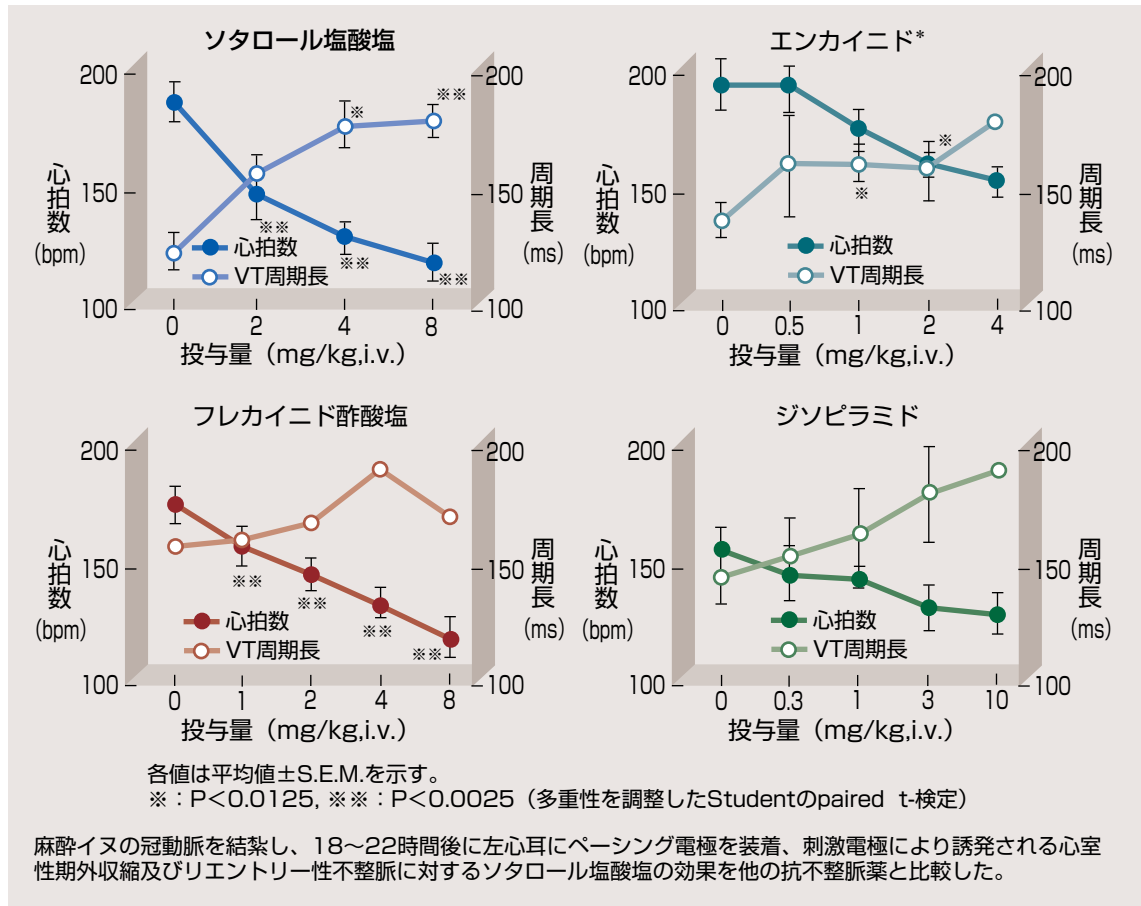 ソタロール塩酸塩
200
150
100
心拍数
(bpm)
200
150
100
周期長
(ms)
※
※※
※※
※※
※※
心拍数
VT周期長
0 2 4 8
投与量（mg/kg,i.v.）
エンカイニド*
200
150
100
心拍数
(bpm)
200
150
100
周期長
(ms)
※
※
心拍数
VT周期長
0 0.5 1 2 4
投与量（mg/kg,i.v.）
フレカイニド酢酸塩
200
150
100
心拍数
(bpm)
200
150
100
周期長
(ms)
※※
※※
※※
※※
心拍数
VT周期長
0 1 2 4 8
投与量（mg/kg,i.v.）
ジソピラミド
200
150
100
心拍数
(bpm)
200
150
100
周期長
(ms)
心拍数
VT周期長
0 0.3 1 3 10
投与量（mg/kg,i.v.）
各値は平均値±S.E.M.を示す。
※：P＜0.0125, ※※：P＜0.0025（多重性を調整したStudentのpaired t-検定）
麻酔イヌの冠動脈を結紮し、18〜22時間後に左心耳にペーシング電極を装着、刺激電極により誘発される心室
性期外収縮及びリエントリー性不整脈に対するソタロール塩酸塩の効果を他の抗不整脈薬と比較した。